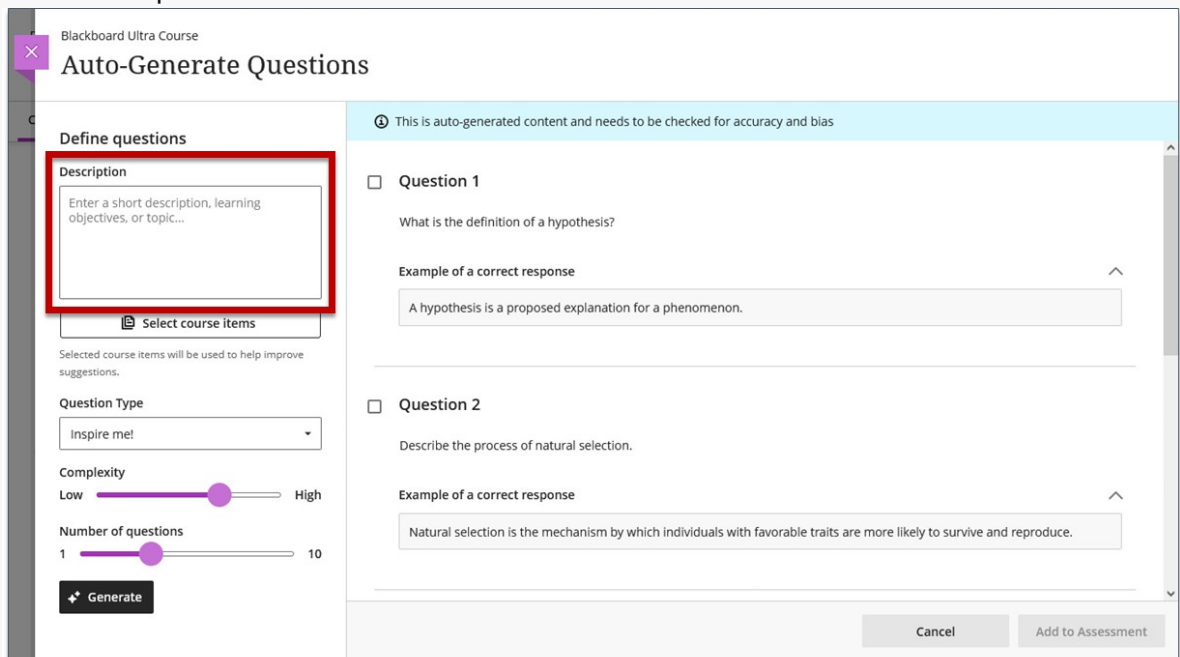 Blackboard Ultra Course
Auto-Generate Questions
Define questions
Description
Enter a short description, learning
objectives, or topic...
Select course items
Selected course items will be used to help improve
suggestions.
Question Type
Inspire me!
Complexity
Low High
Number of questions
1 10
Generate
This is auto-generated content and needs to be checked for accuracy and bias
Question 1
What is the definition of a hypothesis?
Example of a correct response
A hypothesis is a proposed explanation for a phenomenon.
Question 2
Describe the process of natural selection.
Example of a correct response
Natural selection is the mechanism by which individuals with favorable traits are more likely to survive and reproduce.
Cancel Add to Assessment